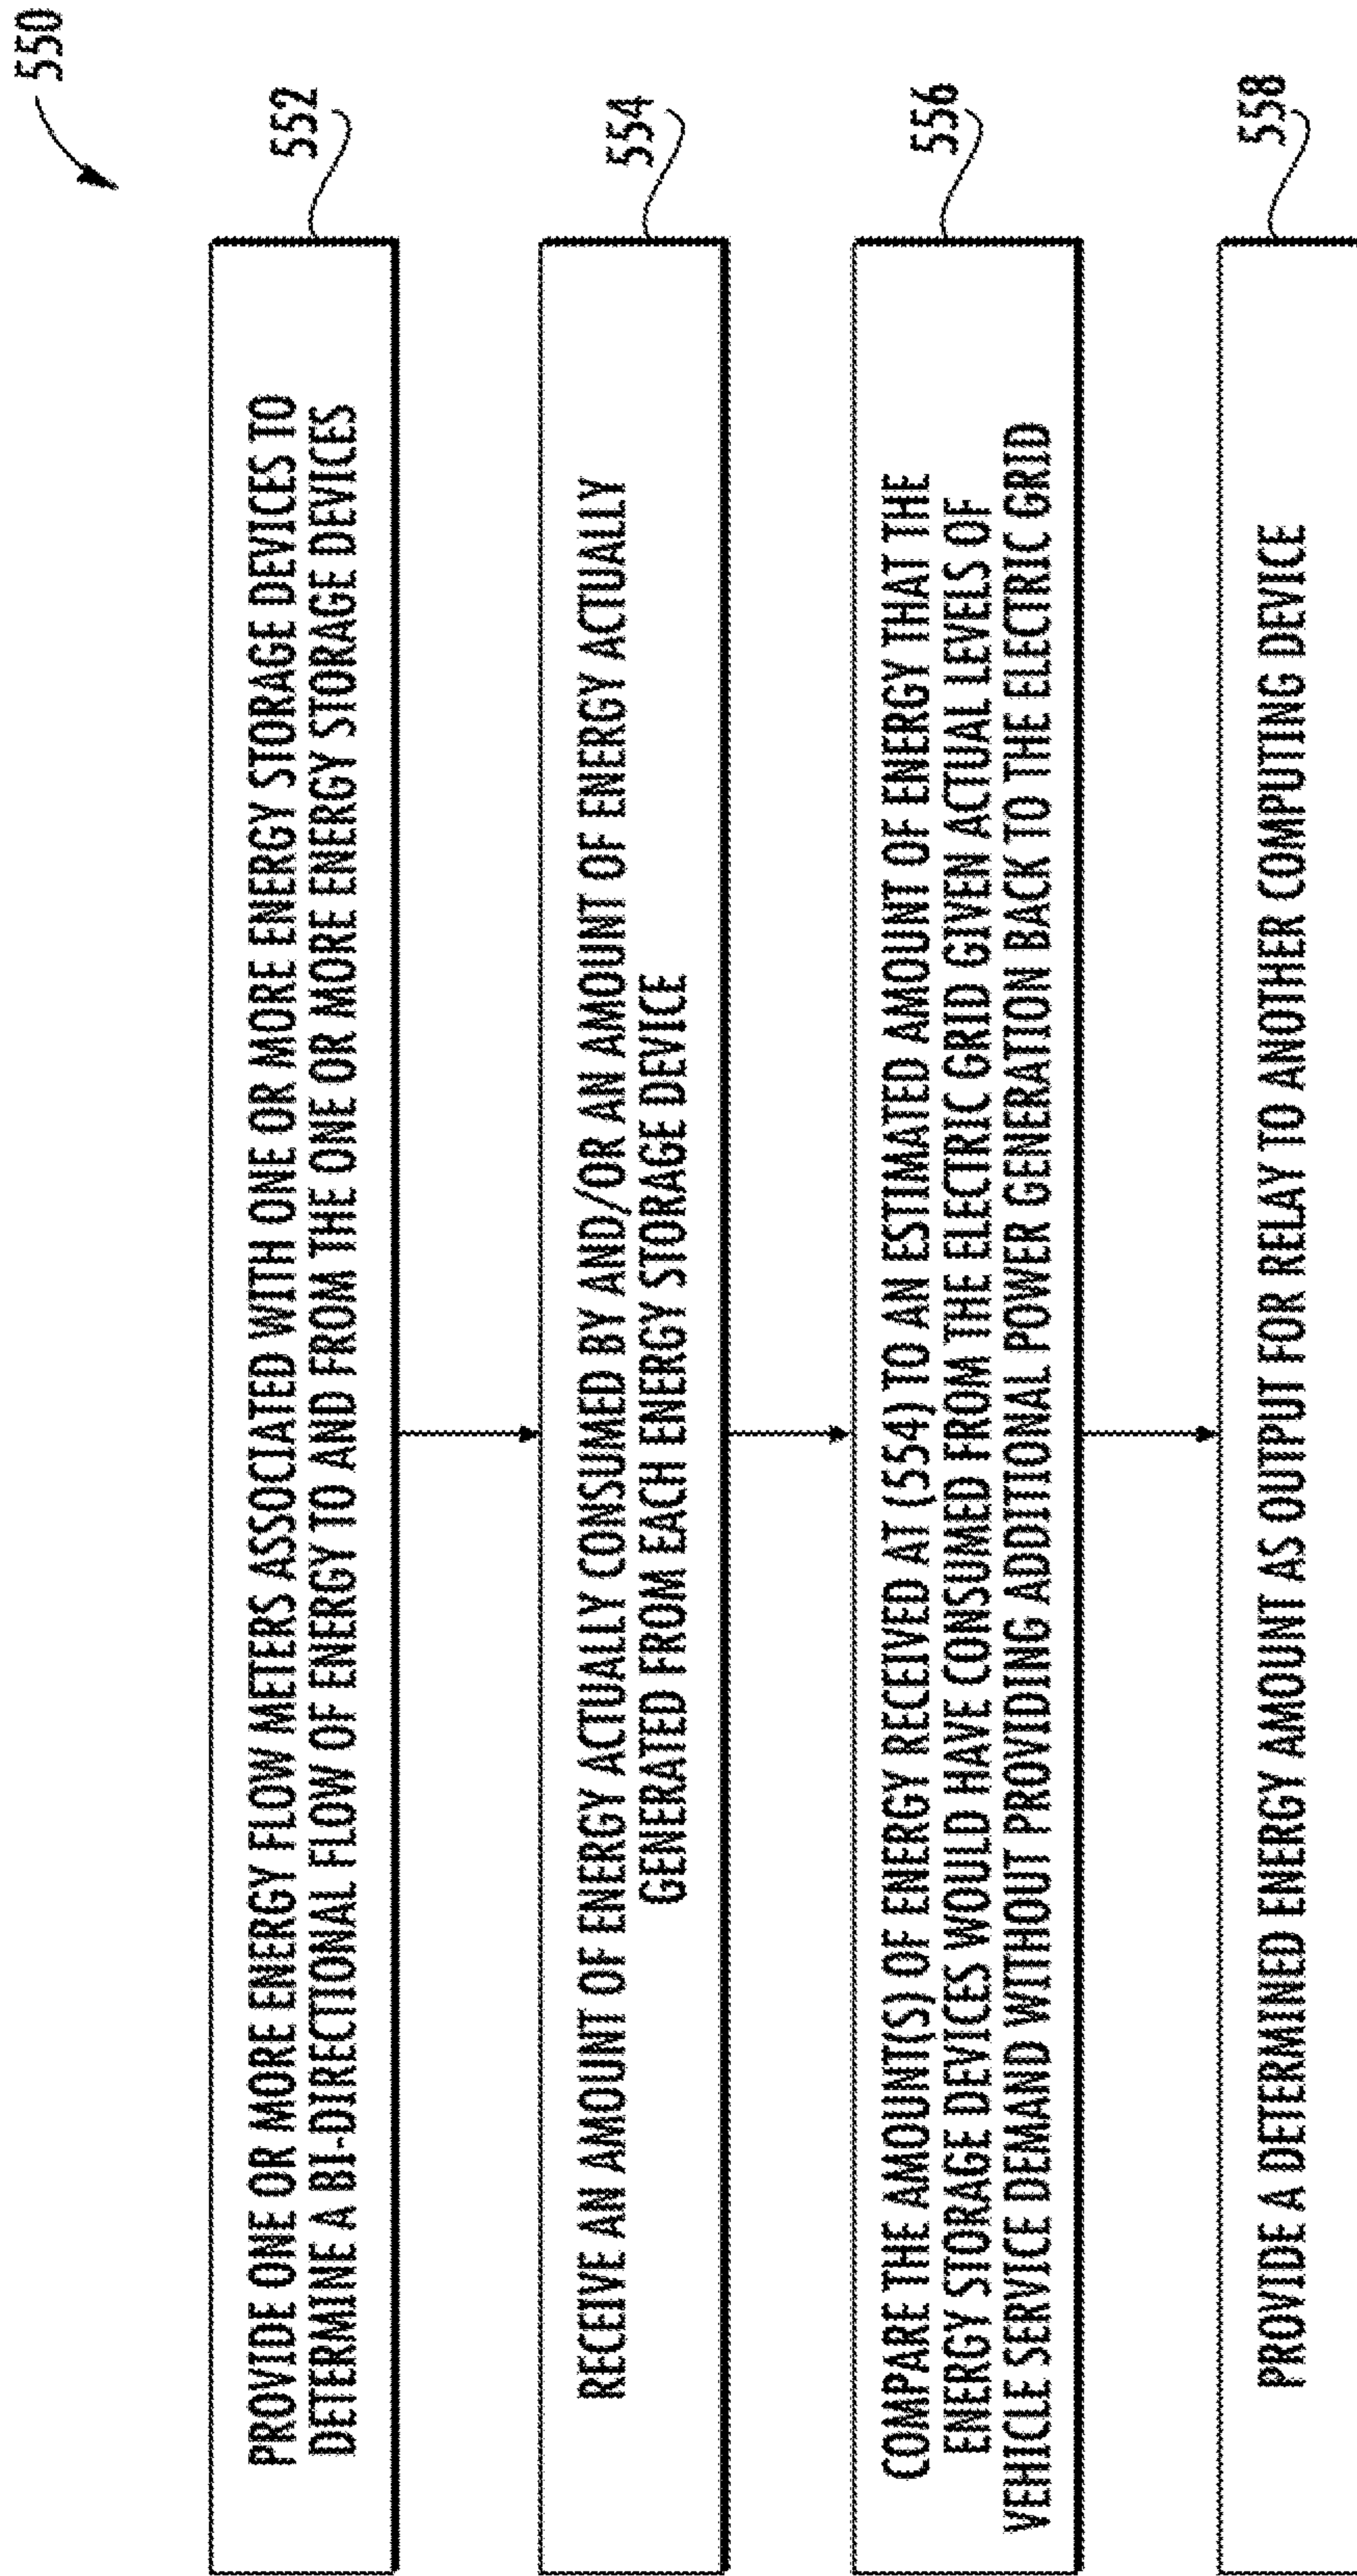 550
552
PROVIDE ONE OR MORE ENERGY FLOW METERS ASSOCIATED WITH ONE OR MORE ENERGY STORAGE DEVICES TO
DETERMINE A BI-DIRECTIONAL FLOW OF ENERGY TO AND FROM THE ONE OR MORE ENERGY STORAGE DEVICES
554
RECEIVE AN AMOUNT OF ENERGY ACTUALLY CONSUMED BY AND/OR AN AMOUNT OF ENERGY ACTUALLY
GENERATED FROM EACH ENERGY STORAGE DEVICE
556
COMPARE THE AMOUNT(S) OF ENERGY RECEIVED AT (554) TO AN ESTIMATED AMOUNT OF ENERGY THAT THE
ENERGY STORAGE DEVICES WOULD HAVE CONSUMED FROM THE ELECTRIC GRID GIVEN ACTUAL LEVELS OF
VEHICLE SERVICE DEMAND WITHOUT PROVIDING ADDITIONAL POWER GENERATION BACK TO THE ELECTRIC GRID
558
PROVIDE A DETERMINED ENERGY AMOUNT AS OUTPUT FOR RELAY TO ANOTHER COMPUTING DEVICE